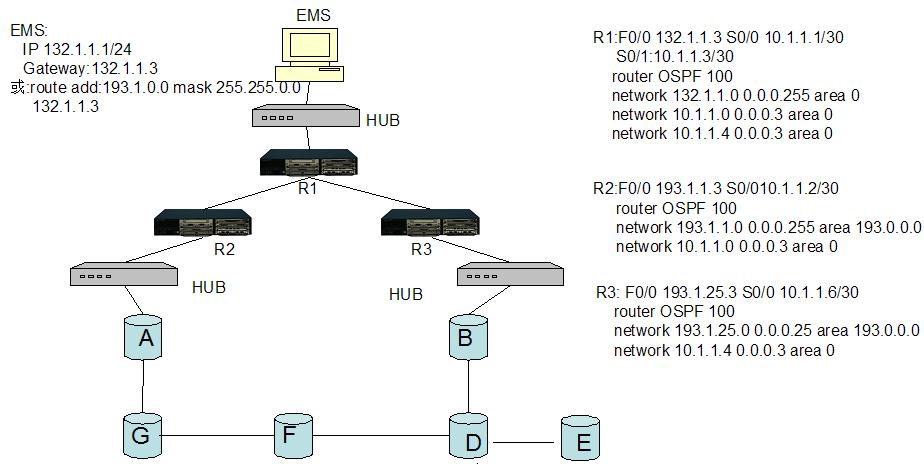 EMS
EMS:
IP 132.1.1.1/24
Gateway:132.1.1.3
或:route add:193.1.0.0 mask 255.255.0.0
132.1.1.3
HUB
R1
R2
R3
HUB
HUB
A
B
G
F
D
E
R1:F0/0 132.1.1.3 S0/0 10.1.1.1/30
S0/1:10.1.1.3/30
router OSPF 100
network 132.1.1.0 0.0.0.255 area 0
network 10.1.1.0 0.0.0.3 area 0
network 10.1.1.4 0.0.0.3 area 0
R2:F0/0 193.1.1.3 S0/010.1.1.2/30
router OSPF 100
network 193.1.1.0 0.0.0.255 area 193.0.0.0
network 10.1.1.0 0.0.0.3 area 0
R3: F0/0 193.1.25.3 S0/0 10.1.1.6/30
router OSPF 100
network 193.1.25.0 0.0.0.25 area 193.0.0.0
network 10.1.1.4 0.0.0.3 area 0